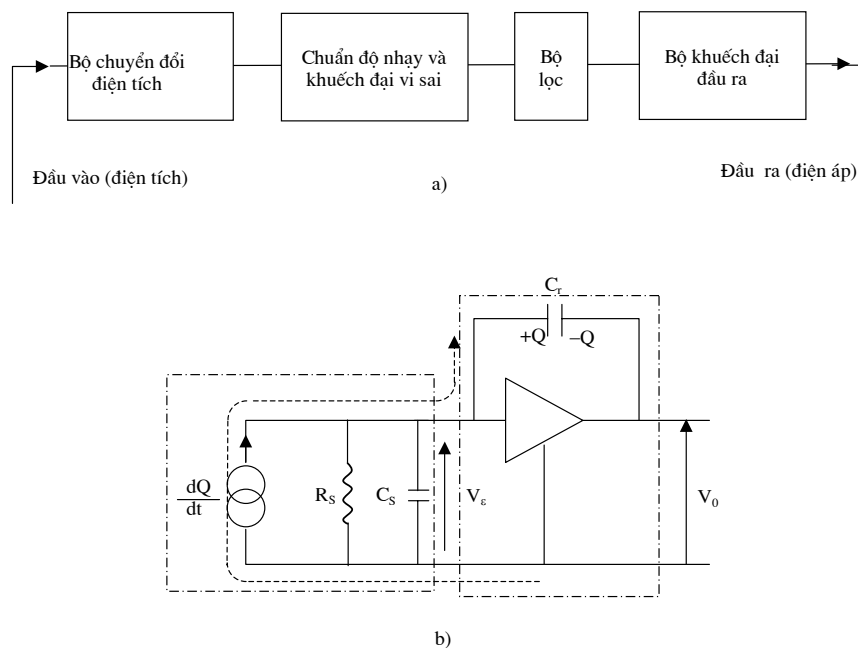 Bộ chuyển đổi
điện tích
Chuẩn độ nhạy và
khuếch đại vi sai
Bộ
lọc
Bộ khuếch đại
đầu ra
Đầu vào (điện tích)
a)
Đầu ra (điện áp)
Cr
+Q
–Q
dQ
dt
RS
CS
Vε
V0
b)